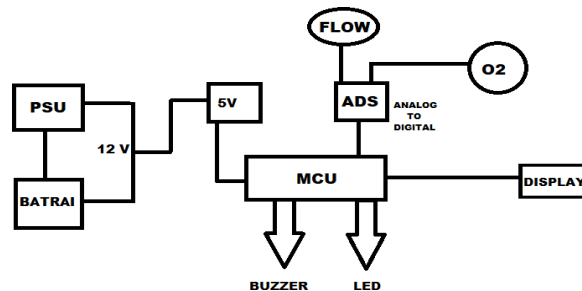 FLOW
O2
PSU
5V
ADS
ANALOG
TO
DIGITAL
12 V
BATRAI
MCU
DISPLAY
BUZZER
LED